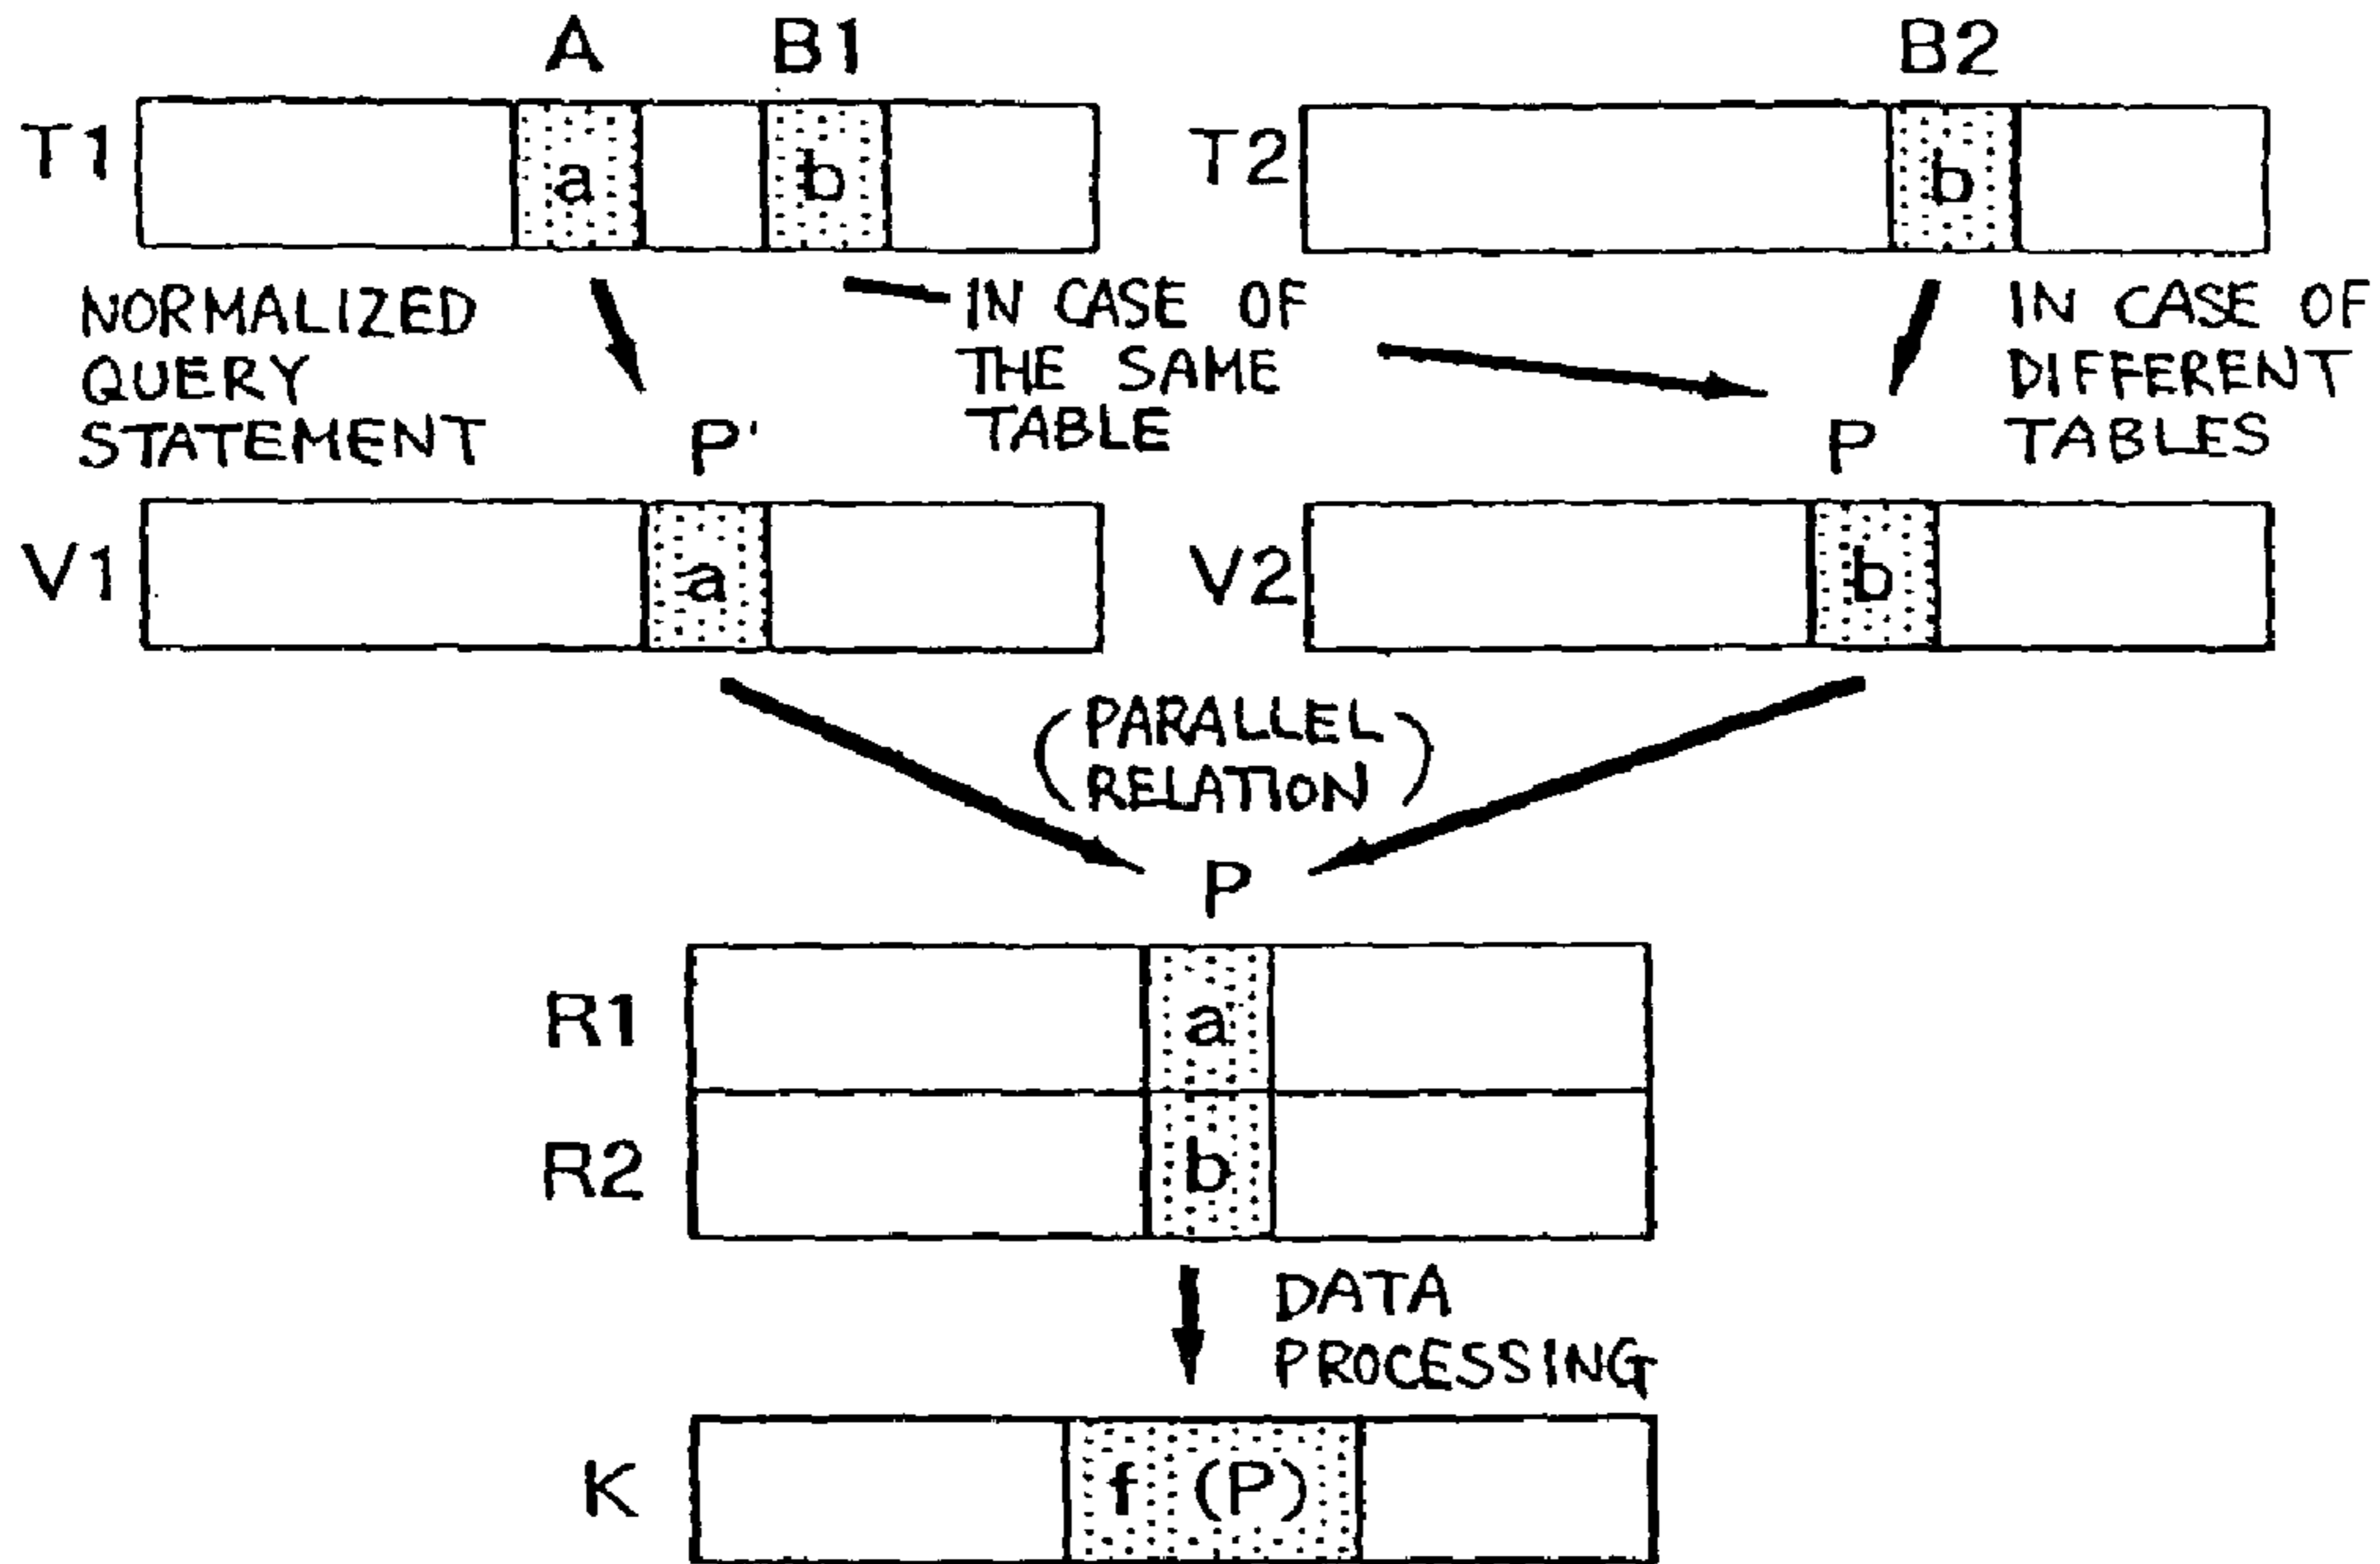 A B1 B2
T1 a b T2 b
NORMALIZED
QUERY
STATEMENT
IN CASE OF
THE SAME
TABLE
IN CASE OF
DIFFERENT
TABLES
P' P
V1 a V2 b
(PARALLEL
RELATION)
P
R1 a
R2 b
DATA
PROCESSING
K f (P)